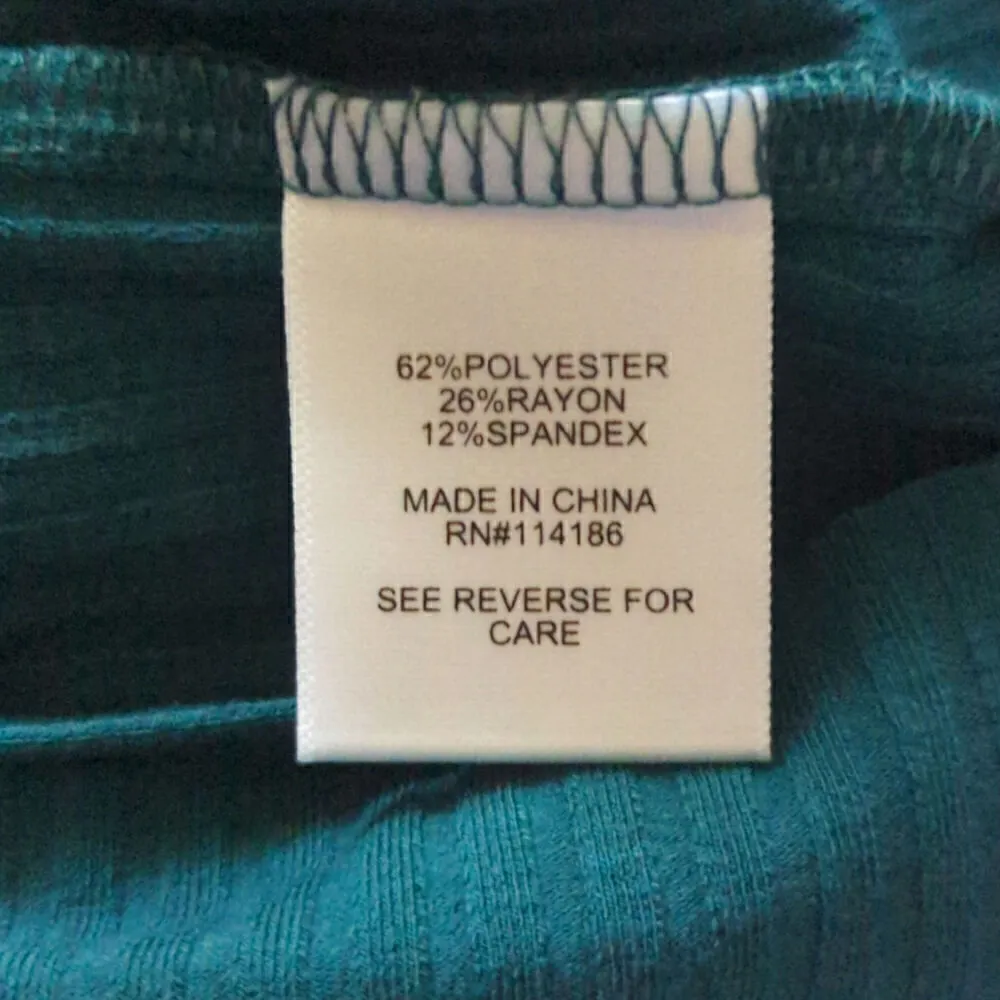 62%POLYESTER
26%RAYON
12%SPANDEX
MADE IN CHINA
RN#114186
SEE REVERSE FOR
CARE